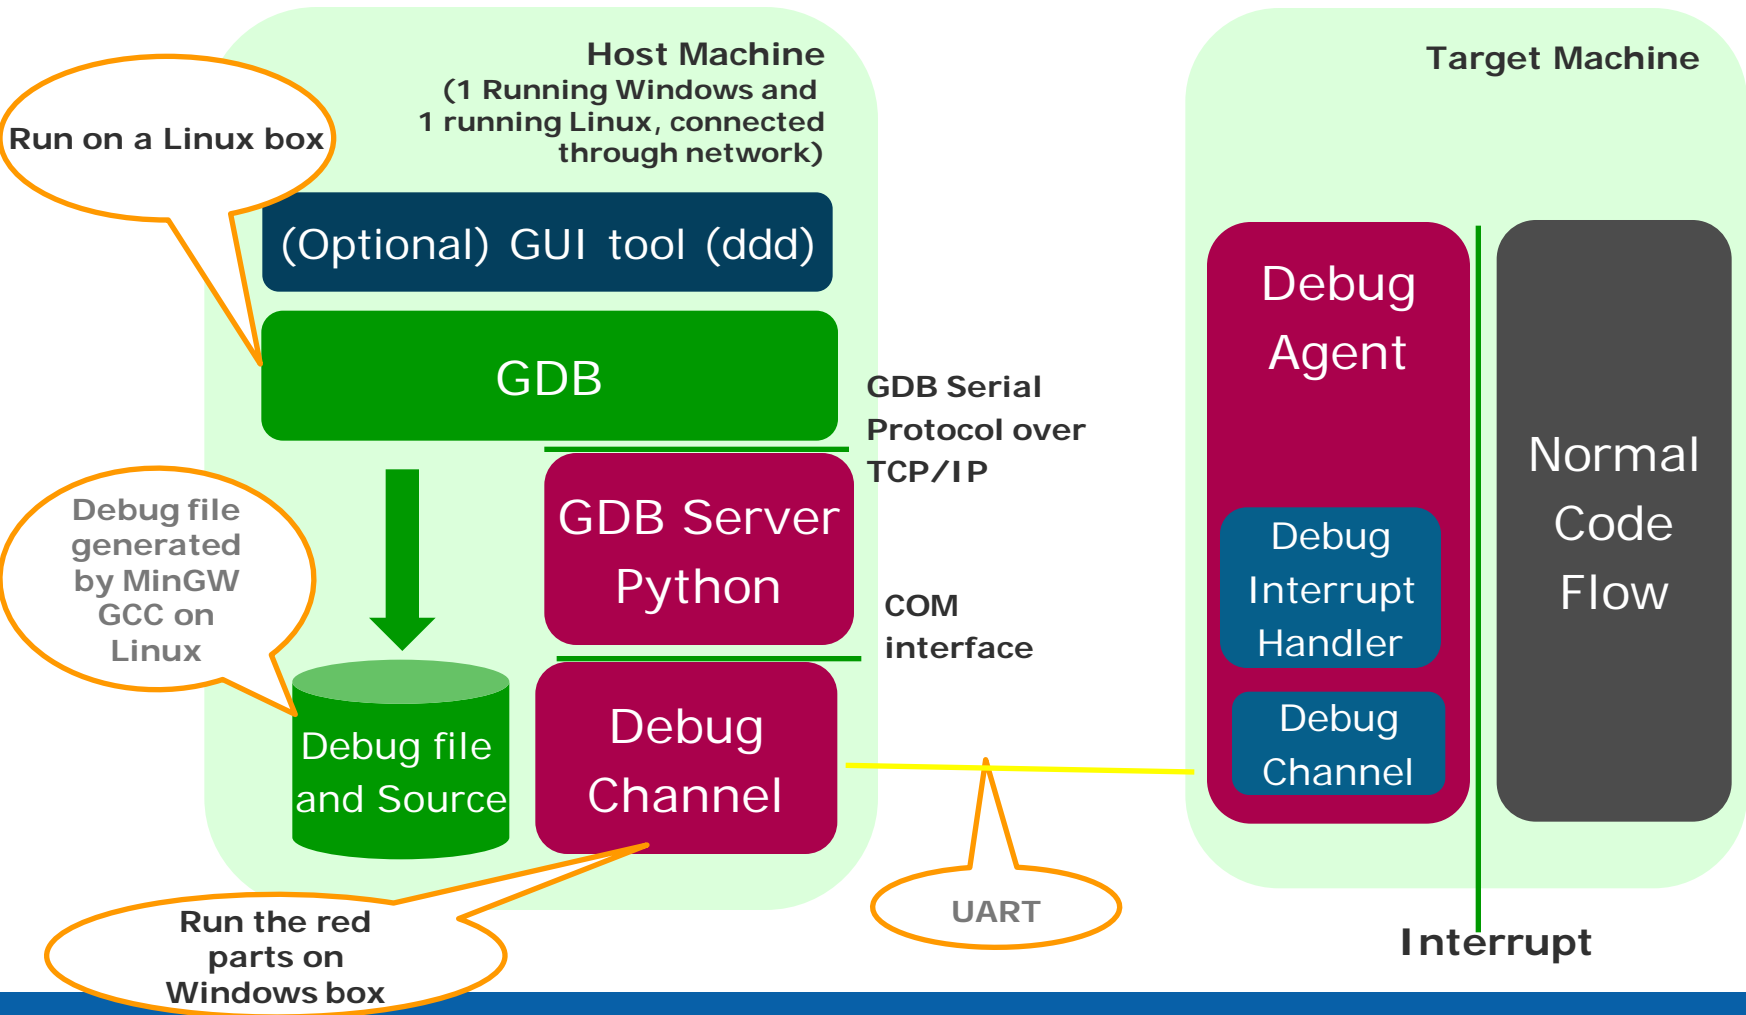 Host Machine
(1 Running Windows and
1 running Linux, connected
through network)
Target Machine
Run on a Linux box
(Optional) GUI tool (ddd)
GDB
GDB Serial
Protocol over
TCP/IP
GDB Server
Python
COM
interface
Debug file
generated
by MinGW
GCC on
Linux
Debug file
and Source
Debug
Channel
Run the red
parts on
Windows box
UART
Debug
Agent
Debug
Interrupt
Handler
Debug
Channel
Normal
Code
Flow
Interrupt